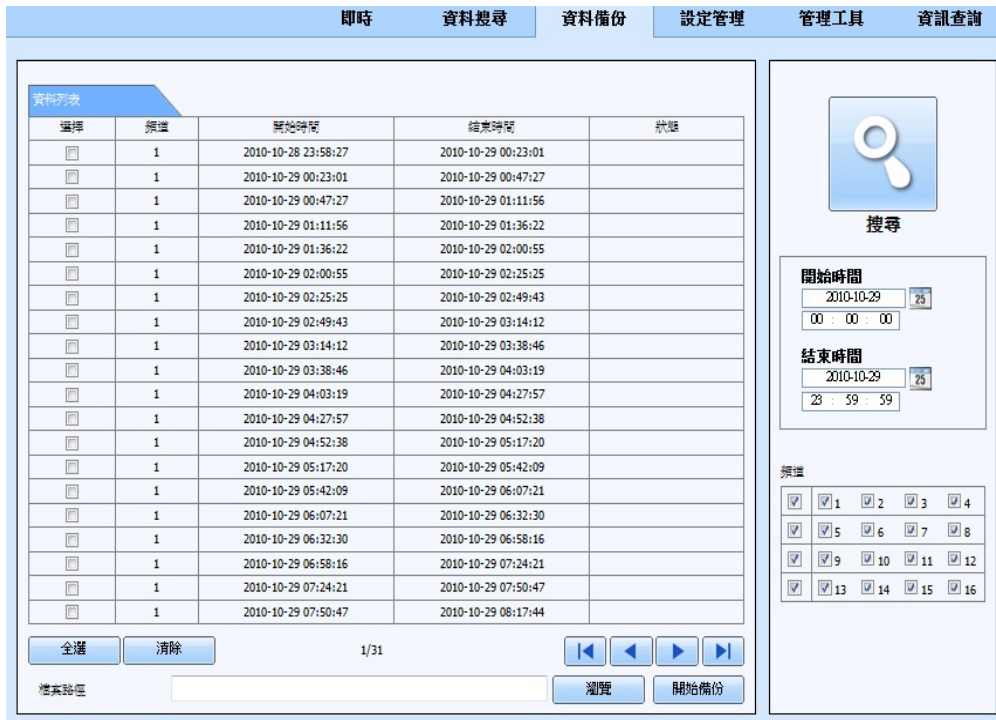 即時 資料搜尋 資料備份 設定管理 管理工具 資訊查詢
資料列表
選擇 頻道 開始時間 結束時間 狀態
1 2010-10-28 23:58:27 2010-10-29 00:23:01
1 2010-10-29 00:23:01 2010-10-29 00:47:27
1 2010-10-29 00:47:27 2010-10-29 01:11:56
1 2010-10-29 01:11:56 2010-10-29 01:36:22
1 2010-10-29 01:36:22 2010-10-29 02:00:55
1 2010-10-29 02:00:55 2010-10-29 02:25:25
1 2010-10-29 02:25:25 2010-10-29 02:49:43
1 2010-10-29 02:49:43 2010-10-29 03:14:12
1 2010-10-29 03:14:12 2010-10-29 03:38:46
1 2010-10-29 03:38:46 2010-10-29 04:03:19
1 2010-10-29 04:03:19 2010-10-29 04:27:57
1 2010-10-29 04:27:57 2010-10-29 04:52:38
1 2010-10-29 04:52:38 2010-10-29 05:17:20
1 2010-10-29 05:17:20 2010-10-29 05:42:09
1 2010-10-29 05:42:09 2010-10-29 06:07:21
1 2010-10-29 06:07:21 2010-10-29 06:32:30
1 2010-10-29 06:32:30 2010-10-29 06:58:16
1 2010-10-29 06:58:16 2010-10-29 07:24:21
1 2010-10-29 07:24:21 2010-10-29 07:50:47
1 2010-10-29 07:50:47 2010-10-29 08:17:44
全選 清除 1/31
檔案路徑 瀏覽 開始備份
搜尋
開始時間
2010-10-29 25
00 : 00 : 00
結束時間
2010-10-29 25
23 : 59 : 59
頻道
1 2 3 4
5 6 7 8
9 10 11 12
13 14 15 16